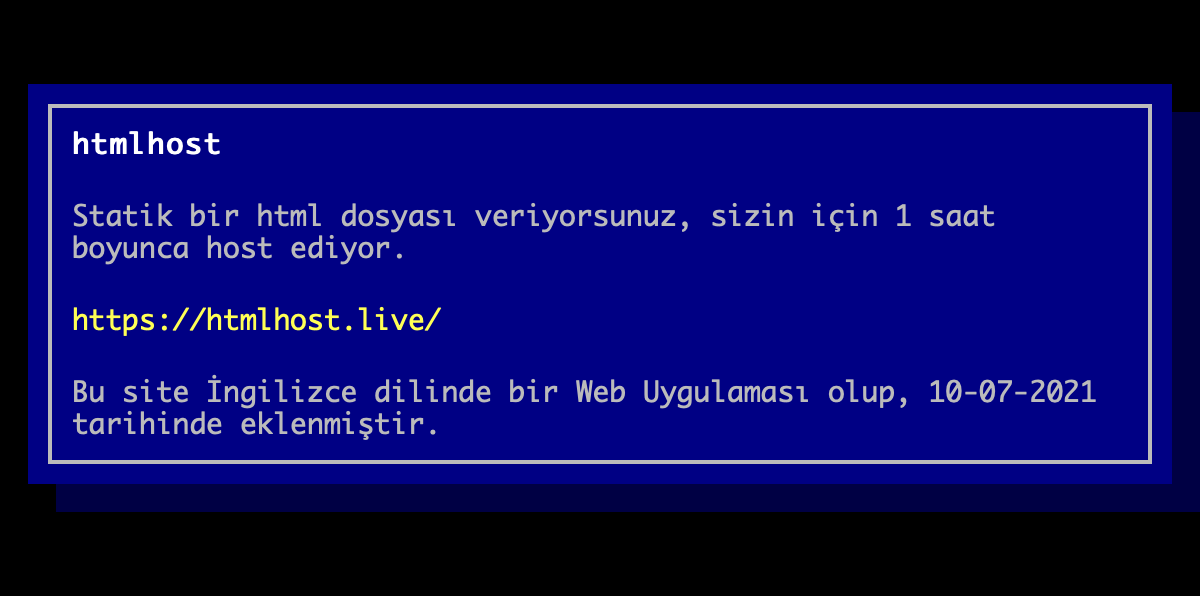 htmlhost
Statik bir html dosyası veriyorsunuz, sizin için 1 saat
boyunca host ediyor.
https://htmlhost.live/
Bu site İngilizce dilinde bir Web Uygulaması olup, 10-07-2021
tarihinde eklenmiştir.